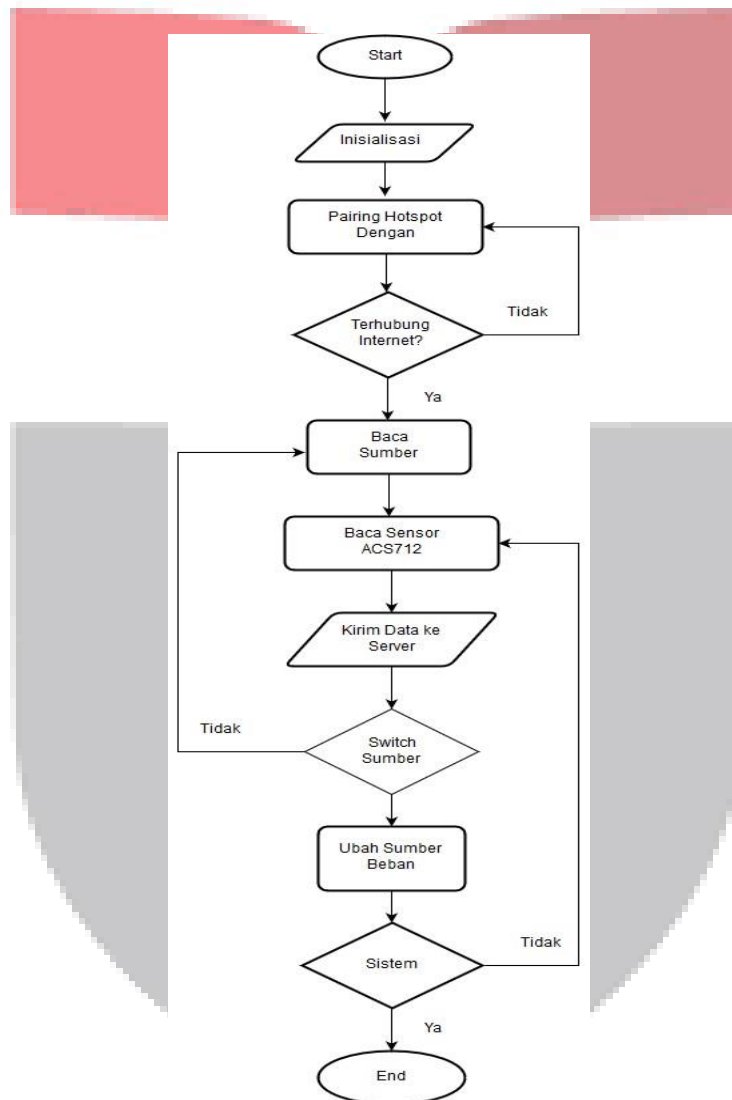 Start
Inisialisasi
Pairing Hotspot
Dengan
Tidak
Terhubung
Internet?
Ya
Baca
Sumber
Baca Sensor
ACS712
Kirim Data ke
Server
Tidak
Switch
Sumber
Ubah Sumber
Beban
Tidak
Sistem
Ya
End